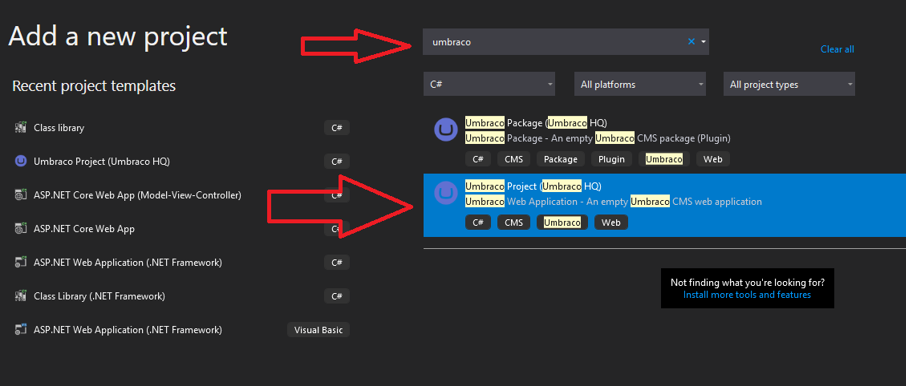 Add a new project
Recent project templates
Class library
C#
Umbraco Project (Umbraco HQ)
C#
ASP.NET Core Web App (Model-View-Controller)
C#
ASP.NET Core Web App
C#
ASP.NET Web Application (.NET Framework)
C#
Class Library (.NET Framework)
C#
ASP.NET Web Application (.NET Framework)
Visual Basic
umbraco
Clear all
C#
All platforms
All project types
Umbraco Package (Umbraco HQ)
Umbraco Package - An empty Umbraco CMS package (Plugin)
C# CMS Package Plugin Umbraco Web
Umbraco Project (Umbraco HQ)
Umbraco Web Application - An empty Umbraco CMS web application
C# CMS Umbraco Web
Not finding what you're looking for?
Install more tools and features